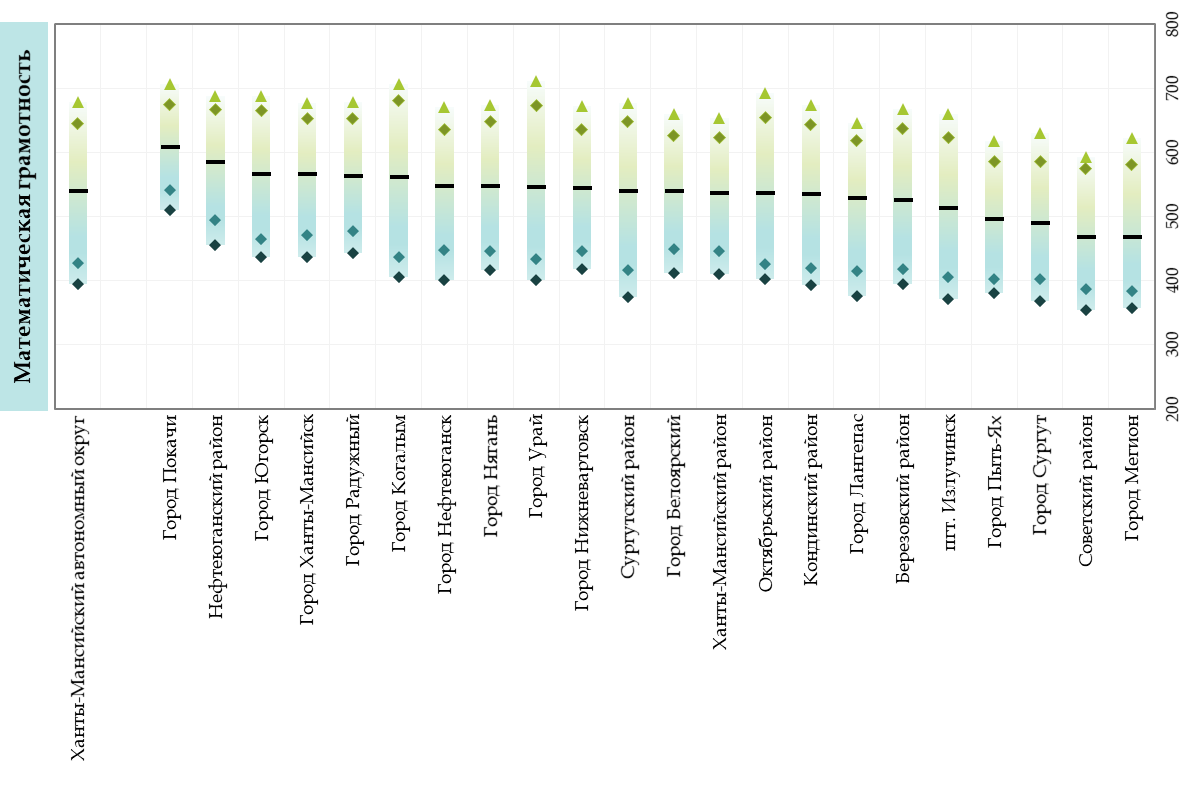 Математическая грамотность
800
700
600
500
400
300
200
Ханты-Мансийский автономный округ
Город Покачи
Нефтеюганский район
Город Югорск
Город Ханты-Мансийск
Город Радужный
Город Когалым
Город Нефтеюганск
Город Нягань
Город Урай
Город Нижневартовск
Сургутский район
Город Белоярский
Ханты-Мансийский район
Октябрьский район
Кондинский район
Город Лангепас
Березовский район
пгт. Излучинск
Город Пыть-Ях
Город Сургут
Советский район
Город Мегион